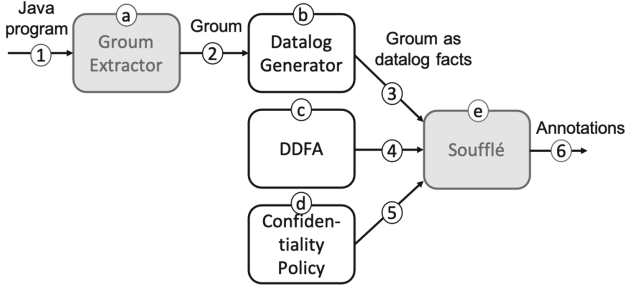 Java
program
1
a
Groum
Extractor
Groum
2
b
Datalog
Generator
Groum as
datalog facts
3
c
DDFA
4
d
Confiden-
tiality
Policy
5
e
Soufflé
Annotations
6